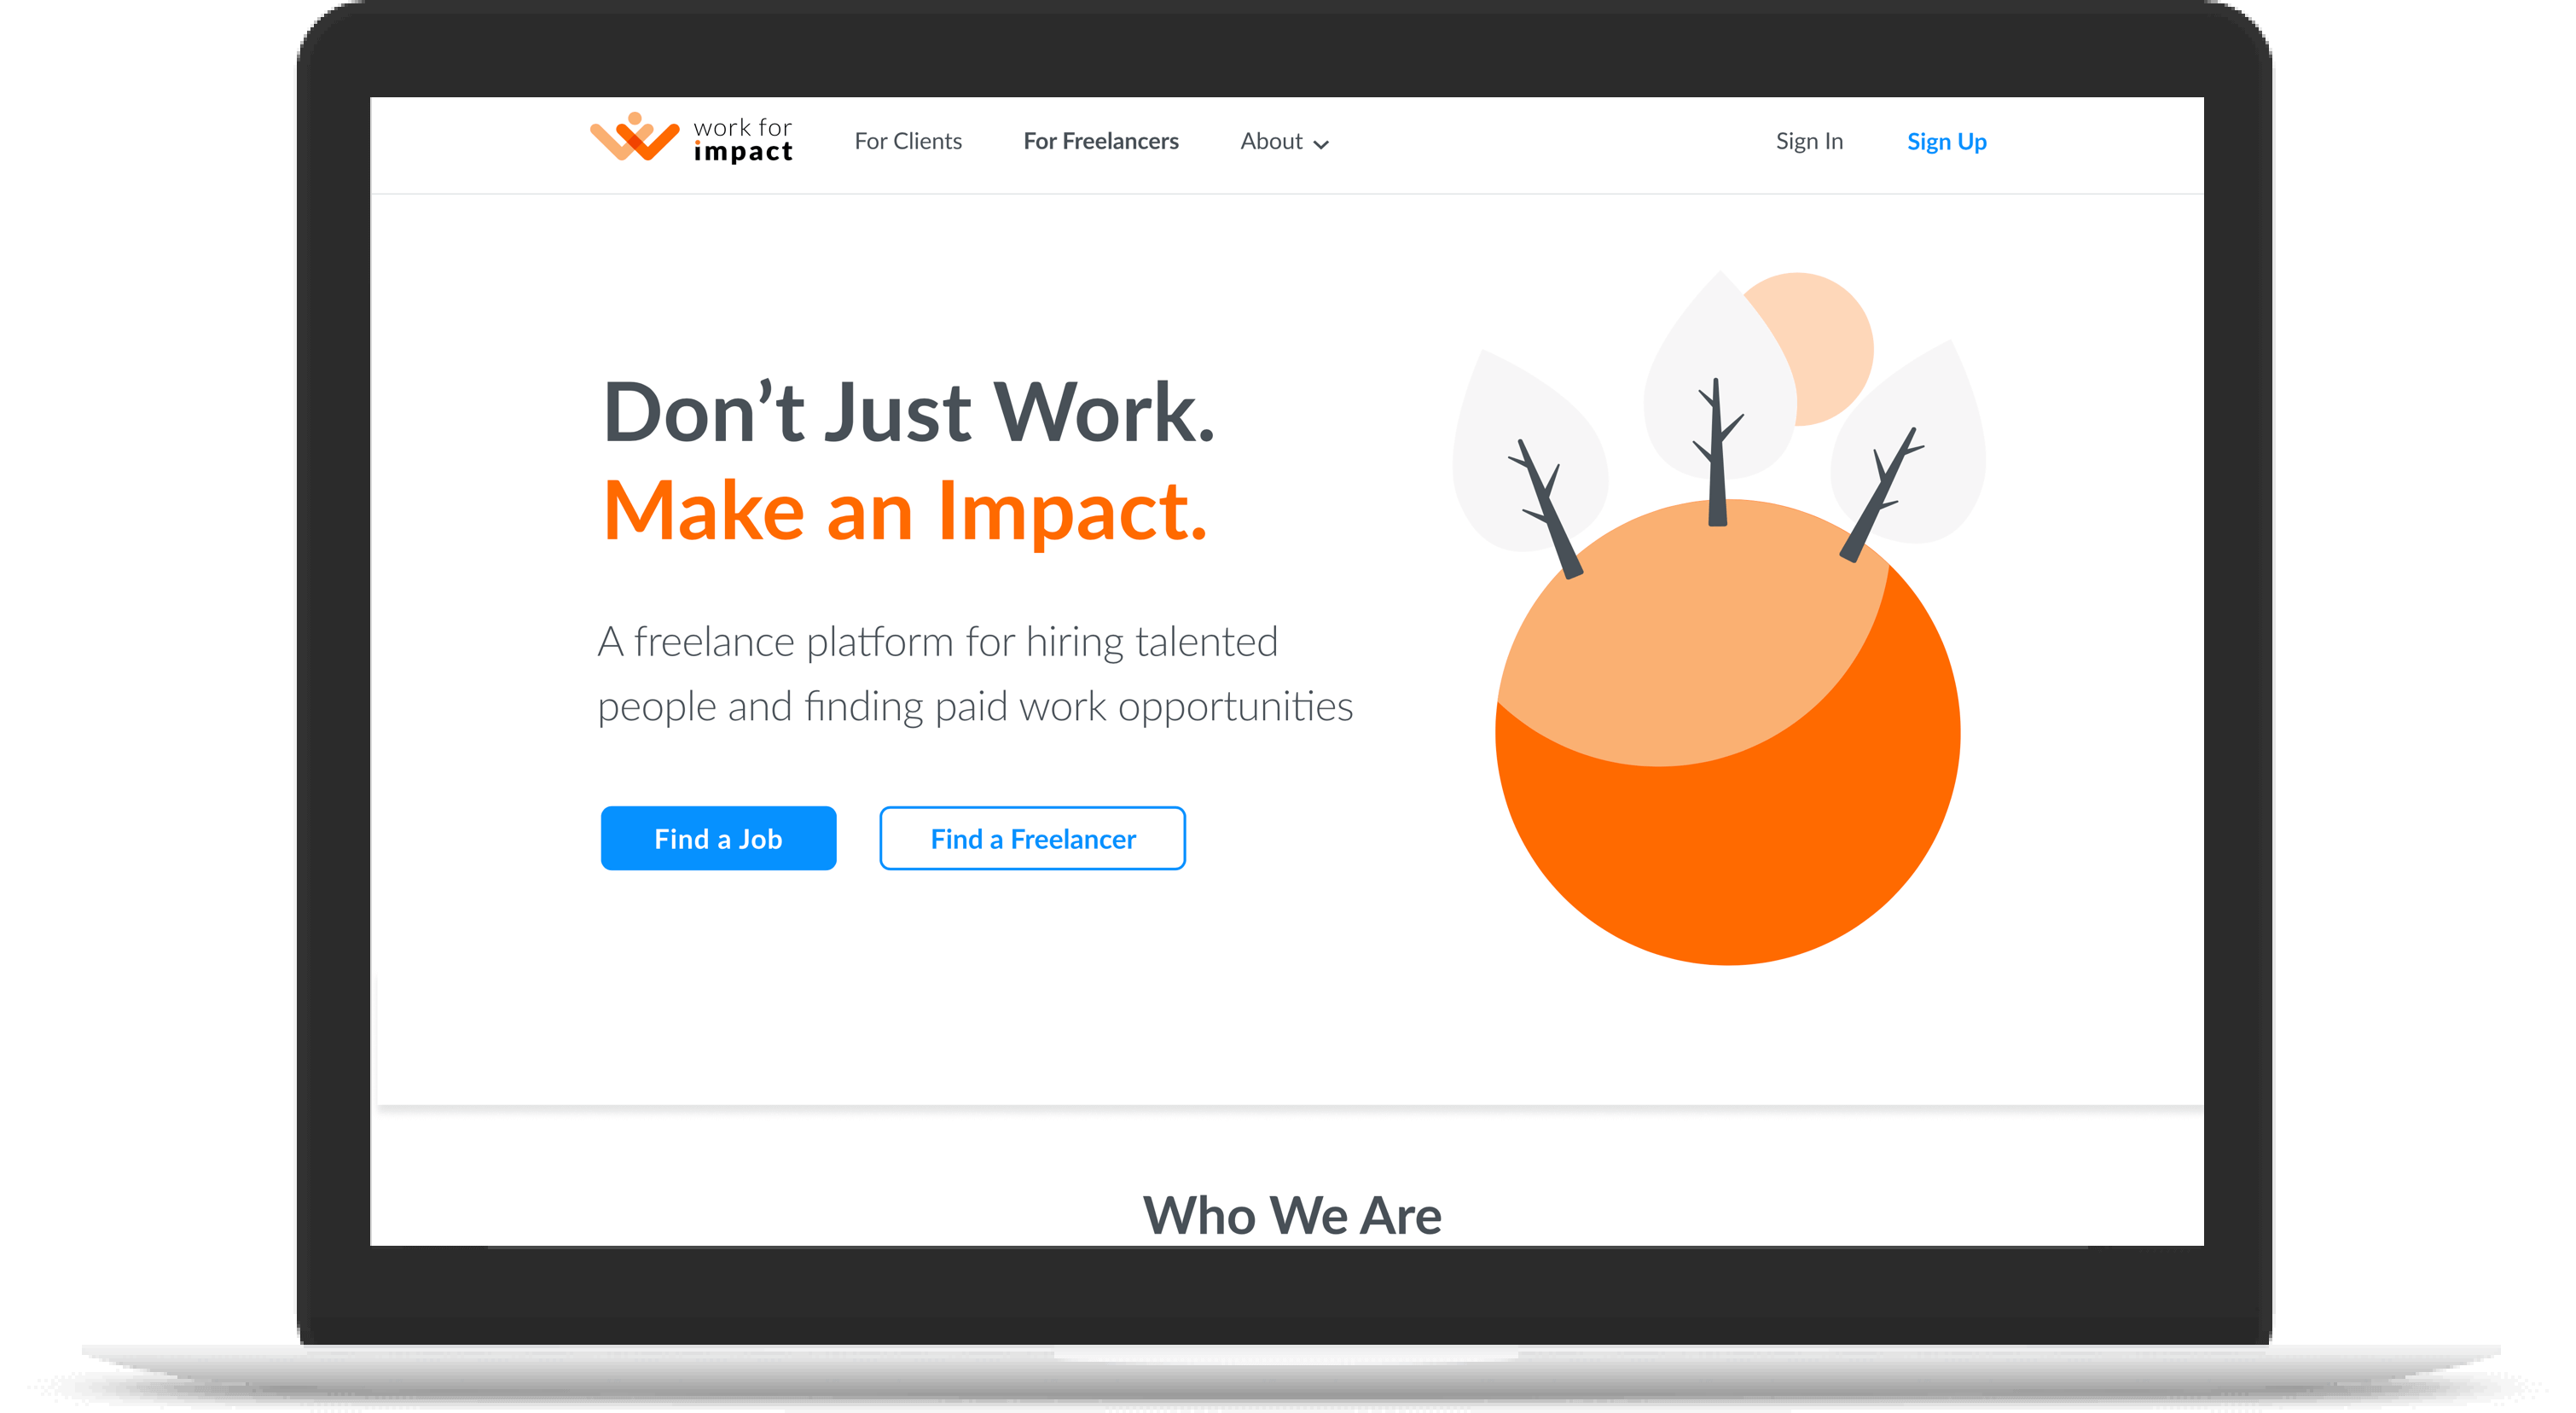 work for
impact
For Clients
For Freelancers
About
Sign In
Sign Up
Don’t Just Work.
Make an Impact.
A freelance platform for hiring talented
people and finding paid work opportunities
Find a Job
Find a Freelancer
Who We Are